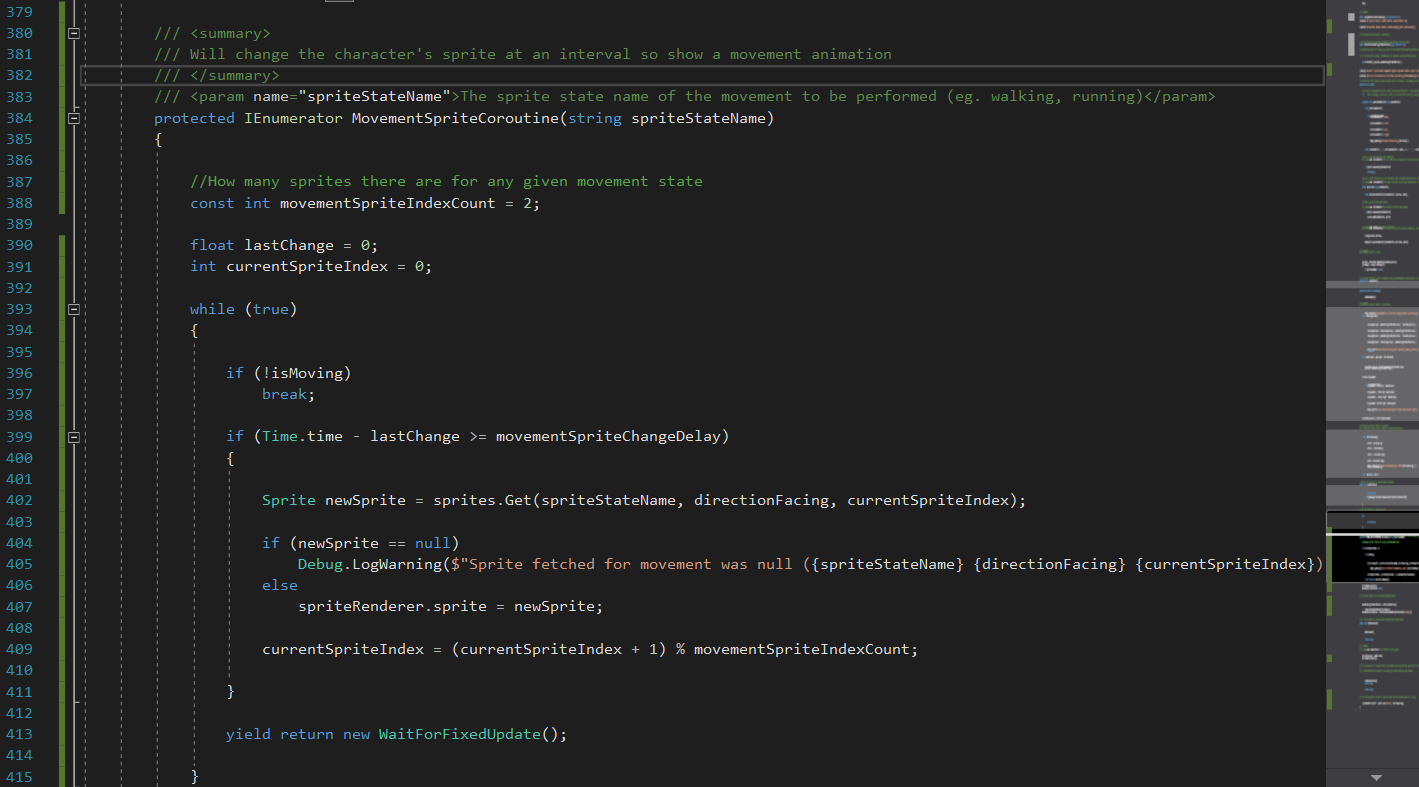 379
380 /// <summary>
381 /// Will change the character's sprite at an interval so show a movement animation
382 /// </summary>
383 /// <param name="spriteStateName">The sprite state name of the movement to be performed (eg. walking, running)</param>
384 protected IEnumerator MovementSpriteCoroutine(string spriteStateName)
385 {
386
387 //How many sprites there are for any given movement state
388 const int movementSpriteIndexCount = 2;
389
390 float lastChange = 0;
391 int currentSpriteIndex = 0;
392
393 while (true)
394 {
395
396 if (!isMoving)
397 break;
398
399 if (Time.time - lastChange >= movementSpriteChangeDelay)
400 {
401
402 Sprite newSprite = sprites.Get(spriteStateName, directionFacing, currentSpriteIndex);
403
404 if (newSprite == null)
405 Debug.LogWarning($"Sprite fetched for movement was null ({spriteStateName} {directionFacing} {currentSpriteIndex})
406 else
407 spriteRenderer.sprite = newSprite;
408
409 currentSpriteIndex = (currentSpriteIndex + 1) % movementSpriteIndexCount;
410
411 }
412
413 yield return new WaitForFixedUpdate();
414
415 }